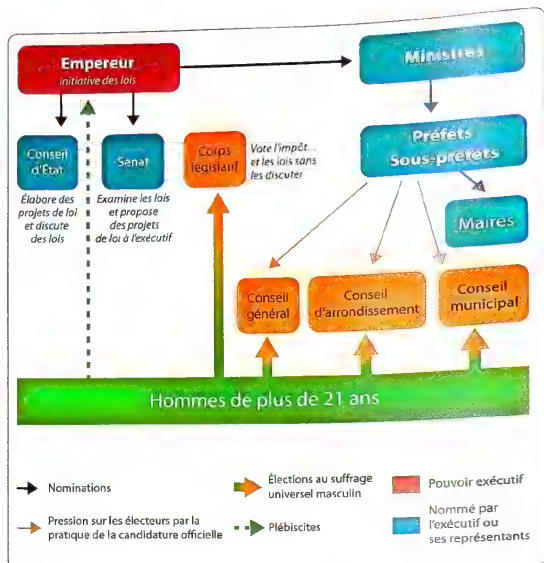 Empereur
initiative des lois
Ministres
Conseil
d'État
Sénat
Corps
législatif
Vote l'impôt
et les lois sans
les discuter
Préfets
Sous-préfets
Élabore des
projets de loi
et discute
des lois
Examine les lois
et propose
des projets
de loi à l'exécutif
Maires
Conseil
général
Conseil
d'arrondissement
Conseil
municipal
Hommes de plus de 21 ans
Nominations
Pression sur les électeurs par la
pratique de la candidature officielle
Élections au suffrage
universel masculin
Plébiscites
Pouvoir exécutif
Nommé par
l'exécutif ou
ses représentants